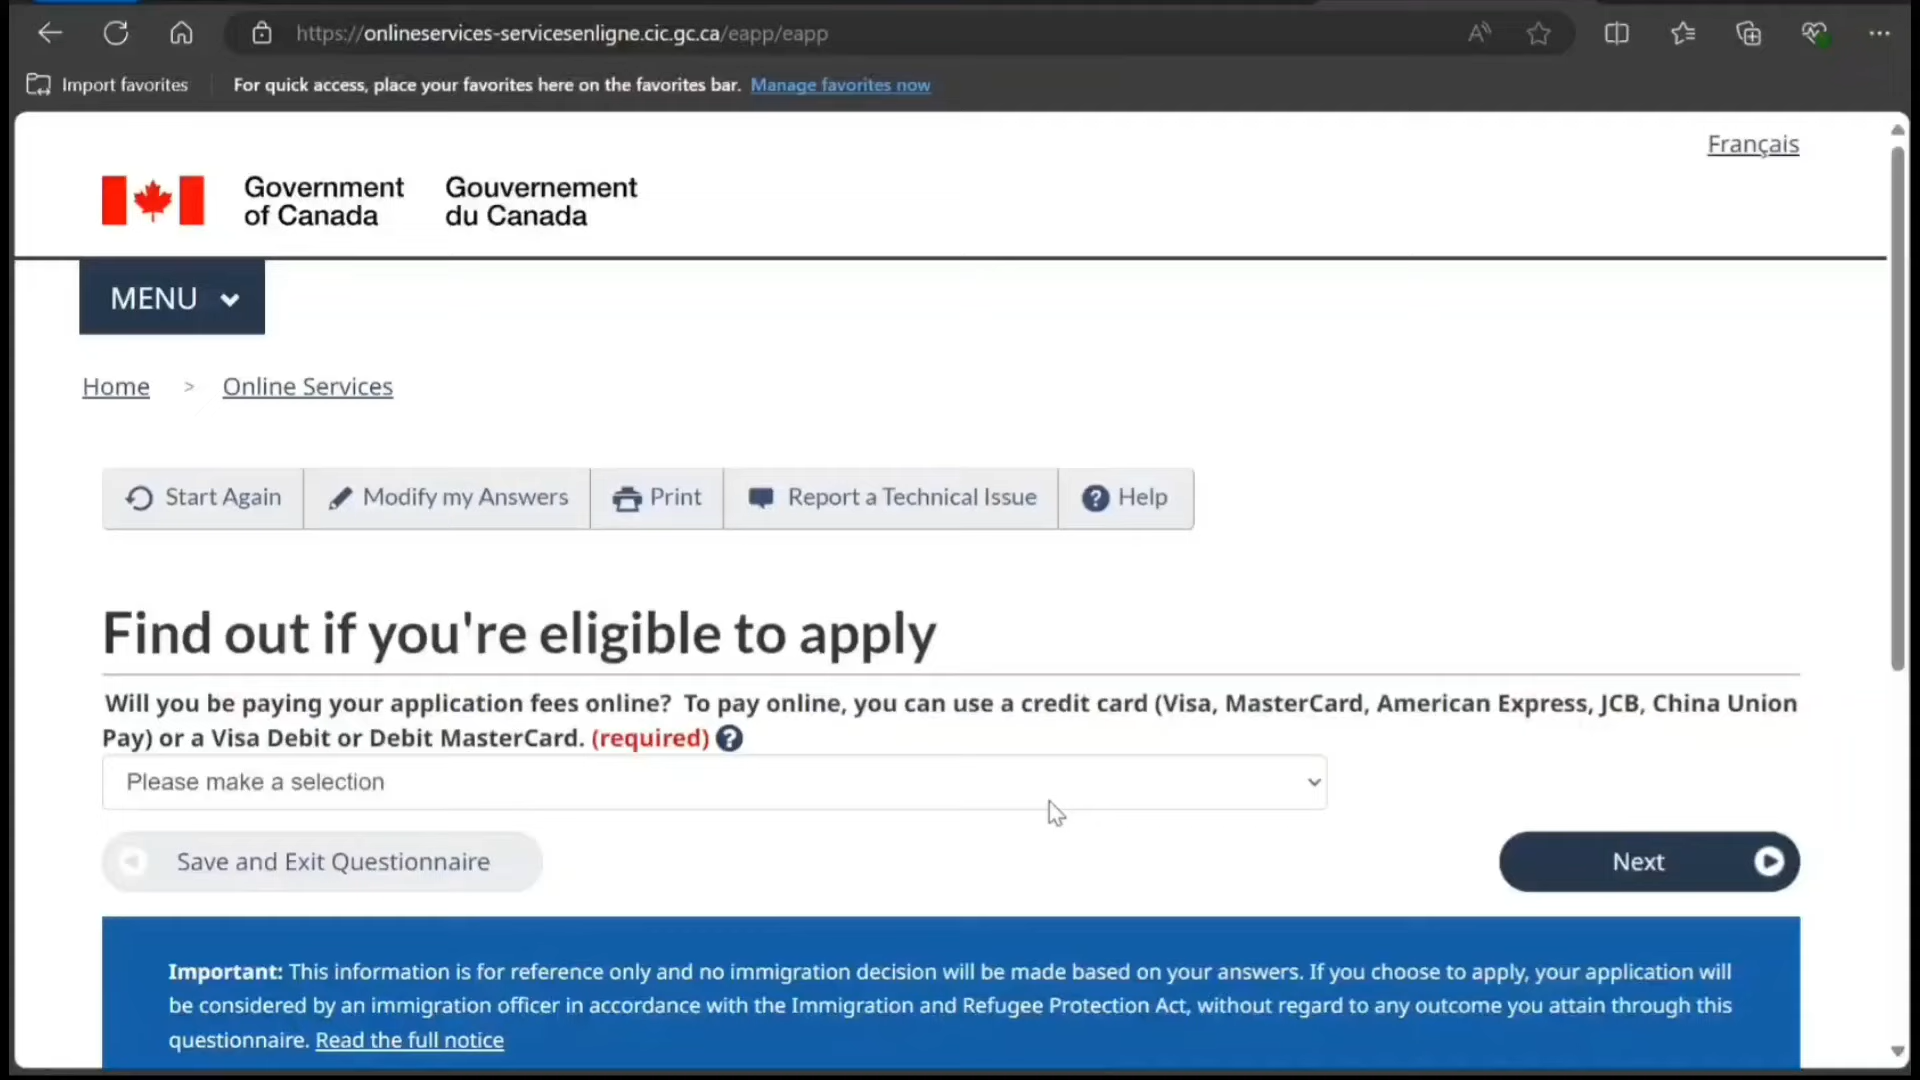 https://onlineservices-servicesenligne.cic.gc.ca/eapp/eapp
Import favorites
For quick access, place your favorites here on the favorites bar. Manage favorites now
Français
Government of Canada
Gouvernement du Canada
MENU
Home > Online Services
Start Again
Modify my Answers
Print
Report a Technical Issue
Help
Find out if you're eligible to apply
Will you be paying your application fees online? To pay online, you can use a credit card (Visa, MasterCard, American Express, JCB, China Union
Pay) or a Visa Debit or Debit MasterCard. (required)
Please make a selection
Save and Exit Questionnaire
Next
Important: This information is for reference only and no immigration decision will be made based on your answers. If you choose to apply, your application will
be considered by an immigration officer in accordance with the Immigration and Refugee Protection Act, without regard to any outcome you attain through this
questionnaire. Read the full notice